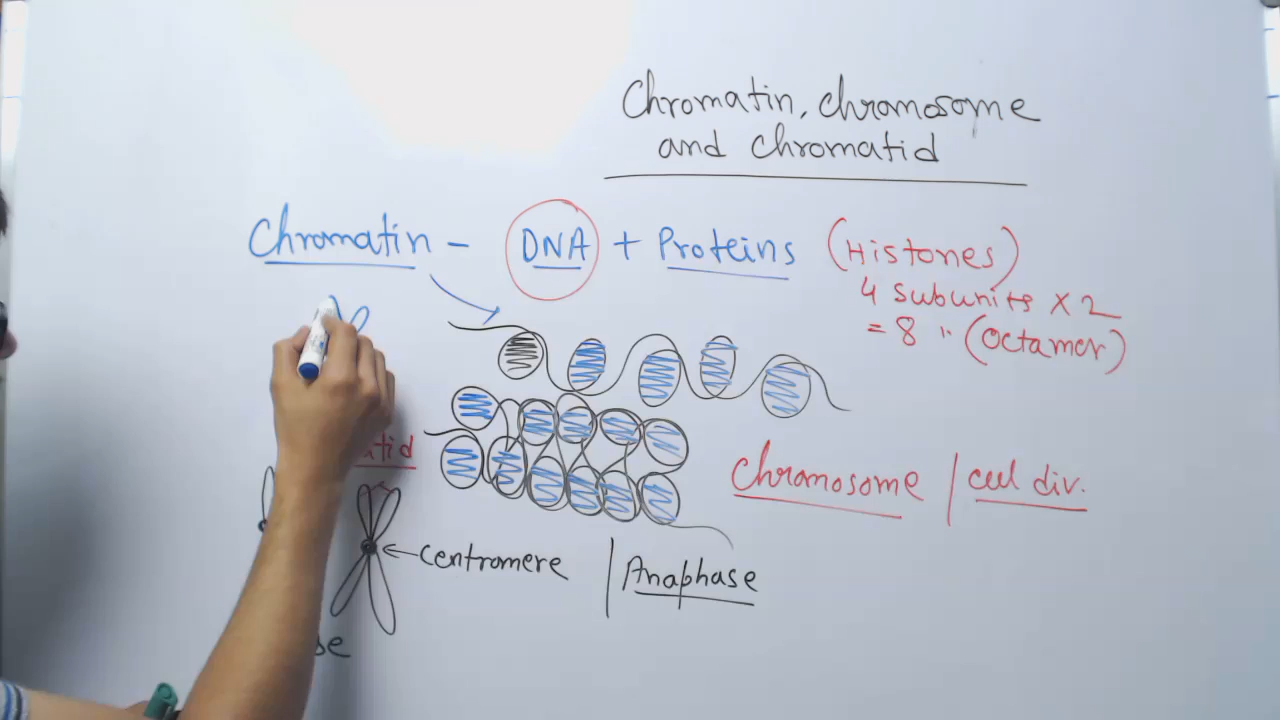 Chromatin, chromosome
and chromatid
Chromatin - DNA + Proteins (Histones)
4 subunits x 2
= 8 " (Octamer)
Chromosome / cell div.
← Centromere / Anaphase